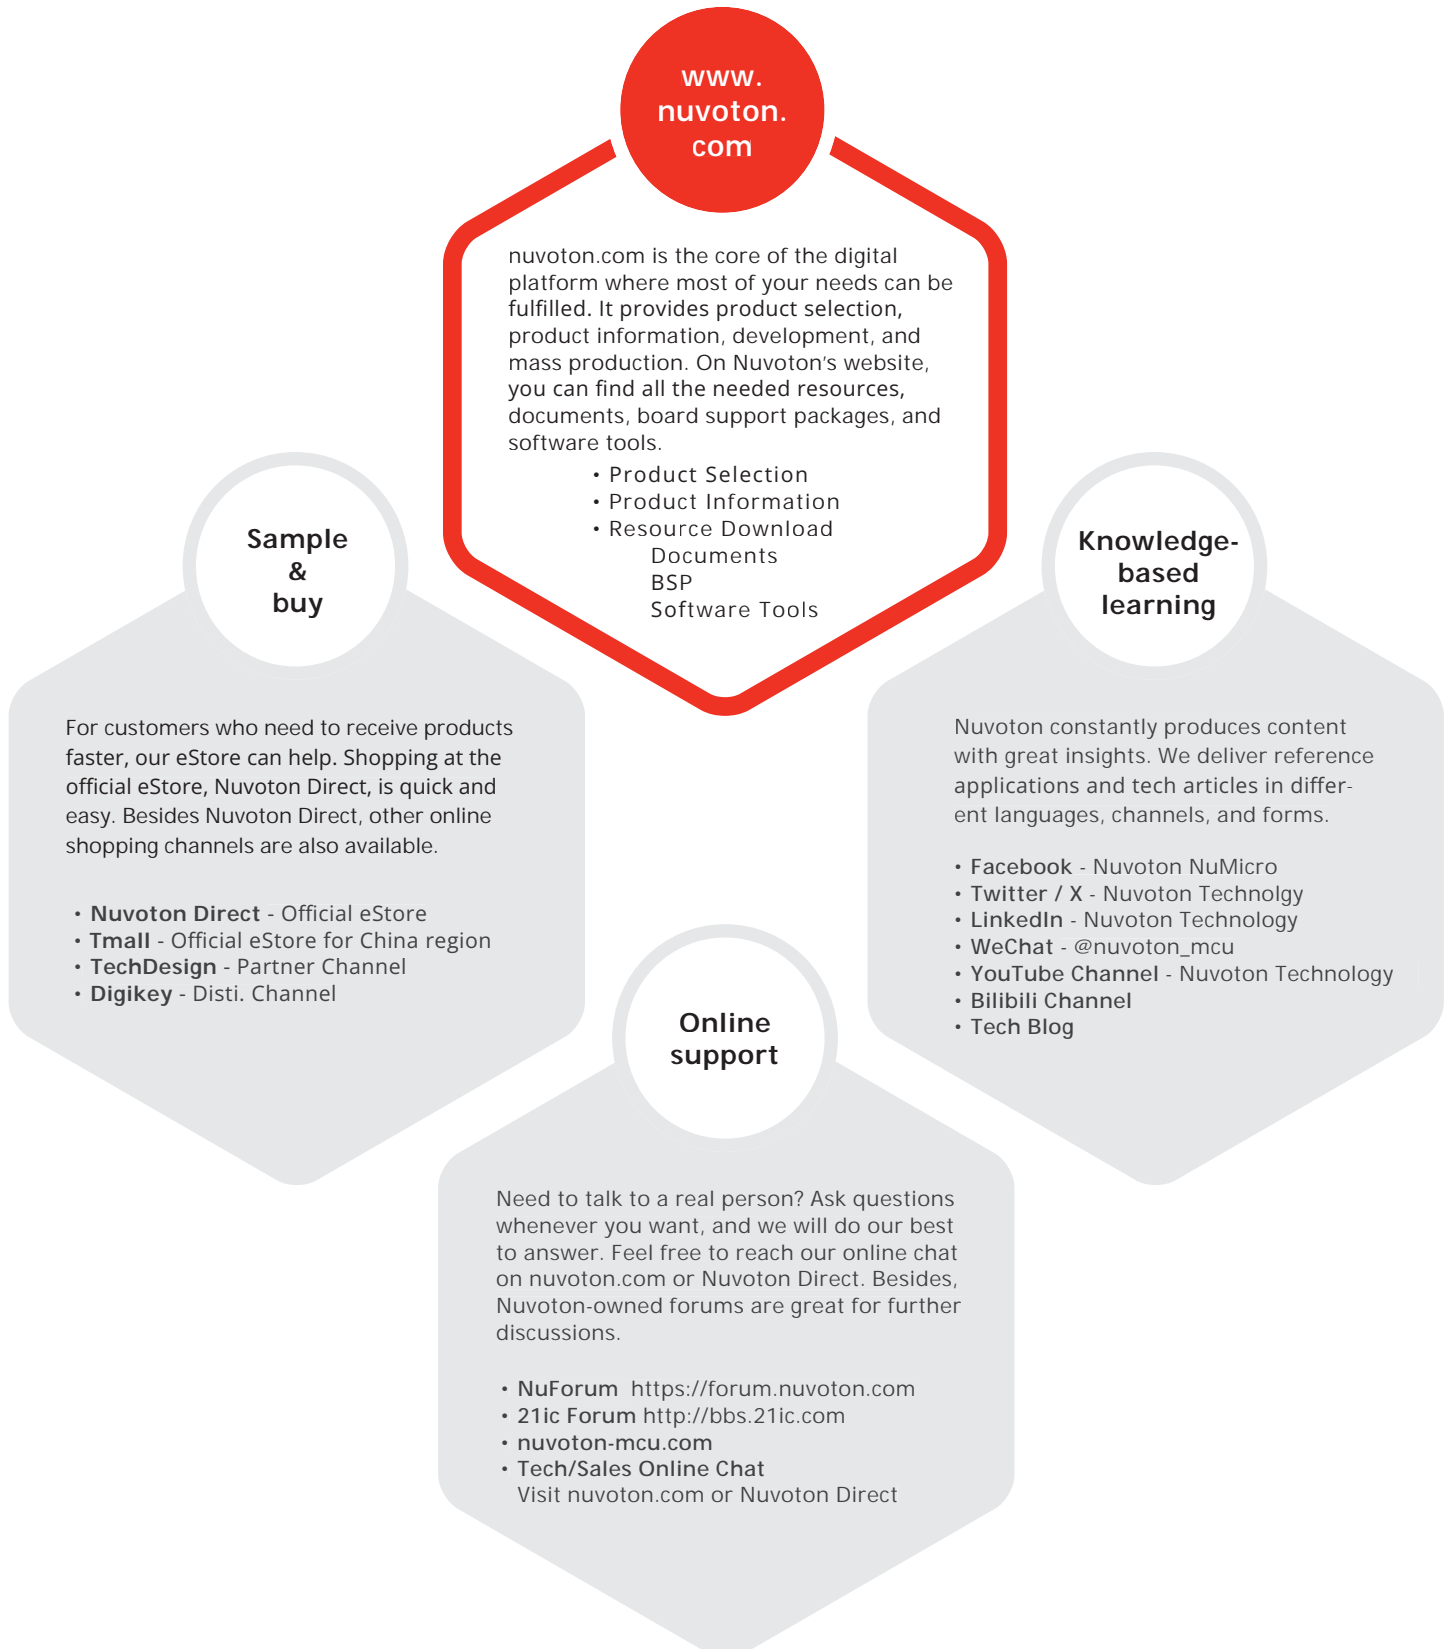 www.
nuvoton.
com
nuvoton.com is the core of the digital
platform where most of your needs can be
fulfilled. It provides product selection,
product information, development, and
mass production. On Nuvoton's website,
you can find all the needed resources,
documents, board support packages, and
software tools.
• Product Selection
• Product Information
• Resource Download
Documents
BSP
Software Tools
Sample
&
buy
For customers who need to receive products
faster, our eStore can help. Shopping at the
official eStore, Nuvoton Direct, is quick and
easy. Besides Nuvoton Direct, other online
shopping channels are also available.
• Nuvoton Direct - Official eStore
• Tmall - Official eStore for China region
• TechDesign - Partner Channel
• Digikey - Disti. Channel
Knowledge-
based
learning
Nuvoton constantly produces content
with great insights. We deliver reference
applications and tech articles in differ-
ent languages, channels, and forms.
• Facebook - Nuvoton NuMicro
• Twitter / X - Nuvoton Technolgy
• LinkedIn - Nuvoton Technology
• WeChat - @nuvoton_mcu
• YouTube Channel - Nuvoton Technology
• Bilibili Channel
• Tech Blog
Online
support
Need to talk to a real person? Ask questions
whenever you want, and we will do our best
to answer. Feel free to reach our online chat
on nuvoton.com or Nuvoton Direct. Besides,
Nuvoton-owned forums are great for further
discussions.
• NuForum https://forum.nuvoton.com
• 21ic Forum http://bbs.21ic.com
• nuvoton-mcu.com
• Tech/Sales Online Chat
Visit nuvoton.com or Nuvoton Direct